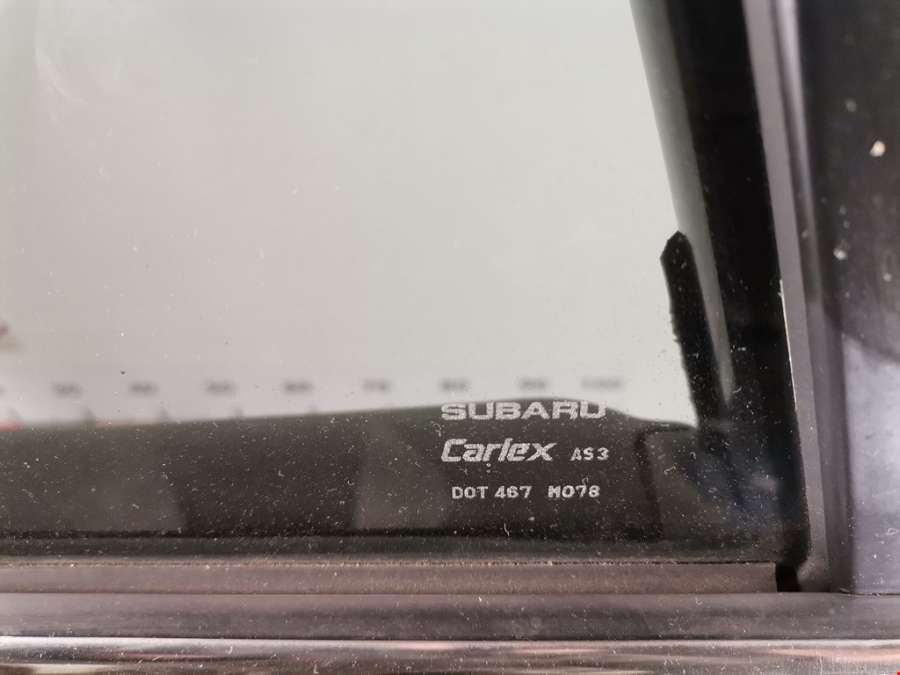 SUBARU
Carlex AS3
DOT 467 M078